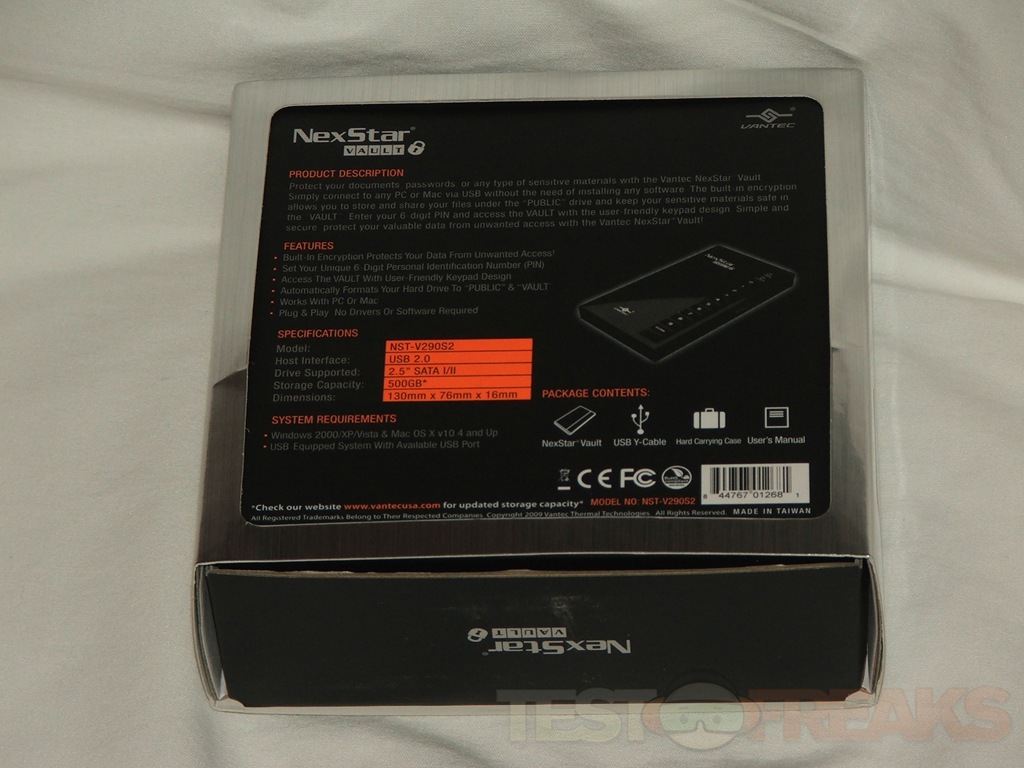 NexStar®
VAULT
VANTEC®
PRODUCT DESCRIPTION
Protect your documents, passwords, or any type of sensitive materials with the Vantec NexStar Vault.
Simply connect to any PC or Mac via USB without the need of installing any software. The built-in encryption
allows you to store and share your files under the "PUBLIC" drive and keep your sensitive materials safe in
the "VAULT". Enter your 6-digit PIN and access the VAULT with the user-friendly keypad design. Simple and
secure, protect your valuable data from unwanted access with the Vantec NexStar® Vault!
FEATURES
• Built-In Encryption Protects Your Data From Unwanted Access!
• Set Your Unique 6-Digit Personal Identification Number (PIN)
• Access The VAULT With User-Friendly Keypad Design
• Automatically Formats Your Hard Drive To "PUBLIC" & "VAULT"
• Works With PC Or Mac
• Plug & Play, No Drivers Or Software Required
NexStar
SPECIFICATIONS
Model: NST-V290S2
Host Interface: USB 2.0
Drive Supported: 2.5" SATA I/II
Storage Capacity: 500GB*
Dimensions: 130mm x 76mm x 16mm
SYSTEM REQUIREMENTS
• Windows 2000/XP/Vista & Mac OS X v10.4 and Up
• USB Equipped System With Available USB Port
PACKAGE CONTENTS:
NexStar® Vault USB Y-Cable Hard Carrying Case User's Manual
CE FC
8 44767 01268 1
*Check our website www.vantecusa.com for updated storage capacity* MODEL NO: NST-V290S2
All Registered Trademarks Belong to Their Respected Companies. Copyright 2009 Vantec Thermal Technologies. All Rights Reserved. MADE IN TAIWAN
NexStar®
VAULT
TESTFREAKS